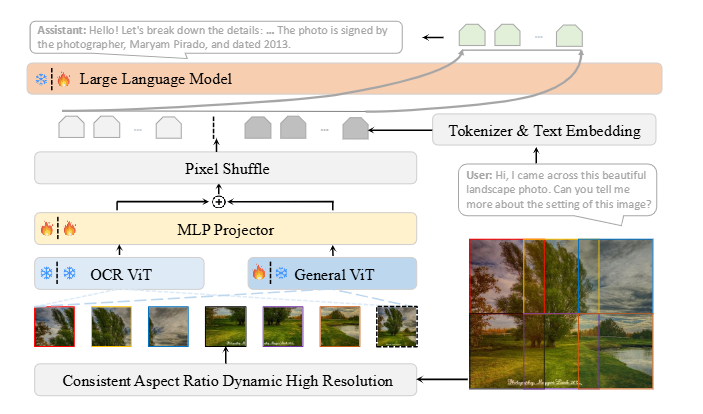 Assistant: Hello! Let's break down the details: ... The photo is signed by
the photographer, Maryam Pirado, and dated 2013.
Large Language Model
...
...
...
Tokenizer & Text Embedding
Pixel Shuffle
User: Hi, I came across this beautiful
landscape photo. Can you tell me
more about the setting of this image?
MLP Projector
OCR ViT
General ViT
Consistent Aspect Ratio Dynamic High Resolution